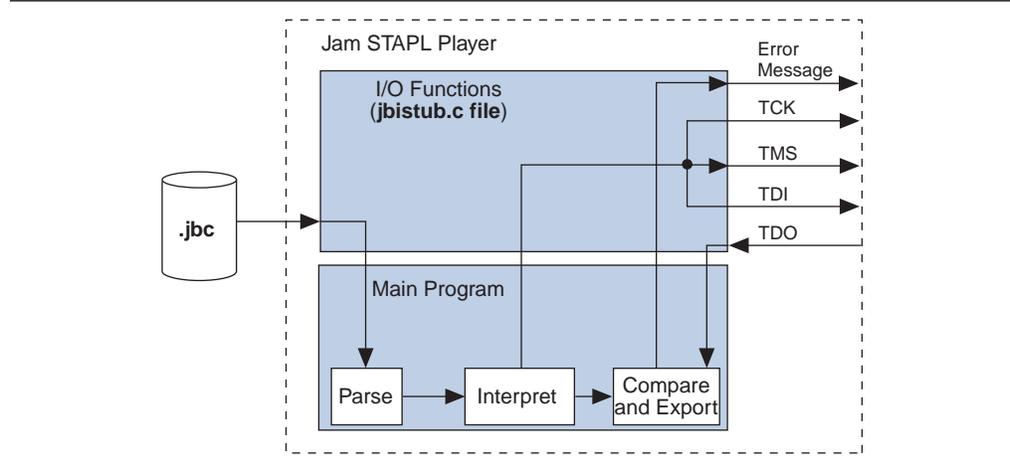 Jam STAPL Player
I/O Functions
(jbistub.c file)
Error
Message
TCK
TMS
TDI
TDO
.jbc
Main Program
Parse
Interpret
Compare
and Export